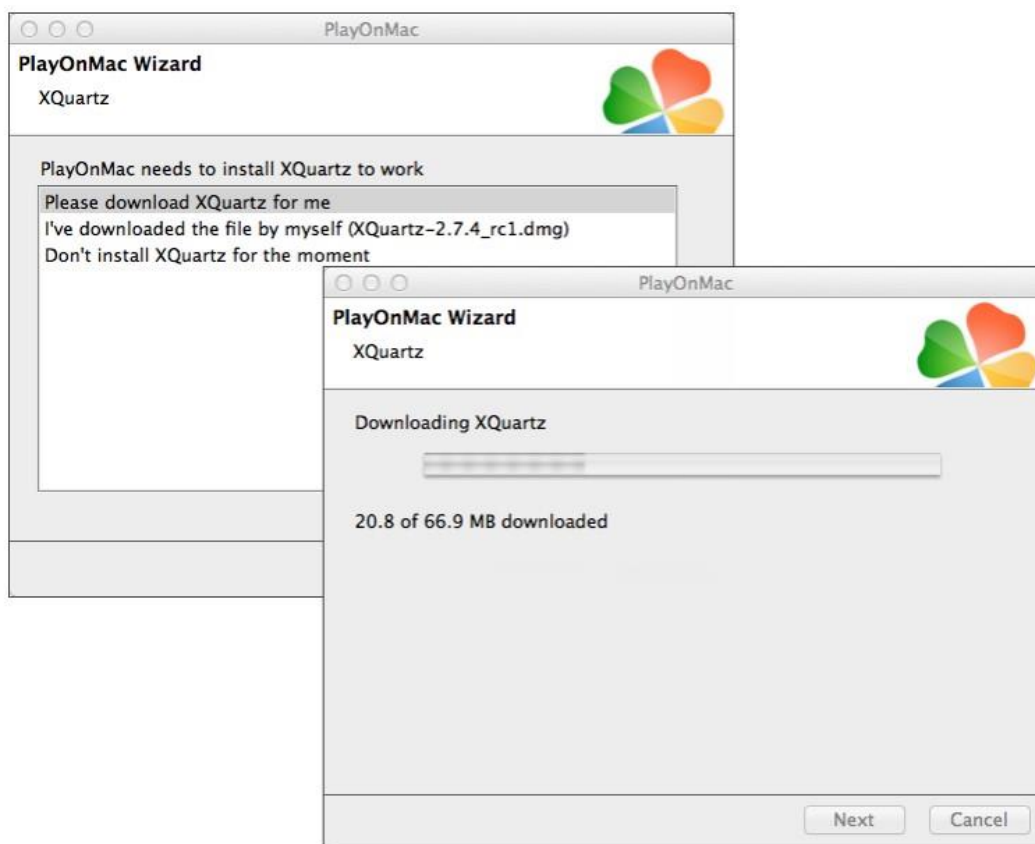 PlayOnMac
PlayOnMac Wizard
XQuartz
PlayOnMac needs to install XQuartz to work
Please download XQuartz for me
I've downloaded the file by myself (XQuartz-2.7.4_rc1.dmg)
Don't install XQuartz for the moment
PlayOnMac
PlayOnMac Wizard
XQuartz
Downloading XQuartz
20.8 of 66.9 MB downloaded
Next Cancel